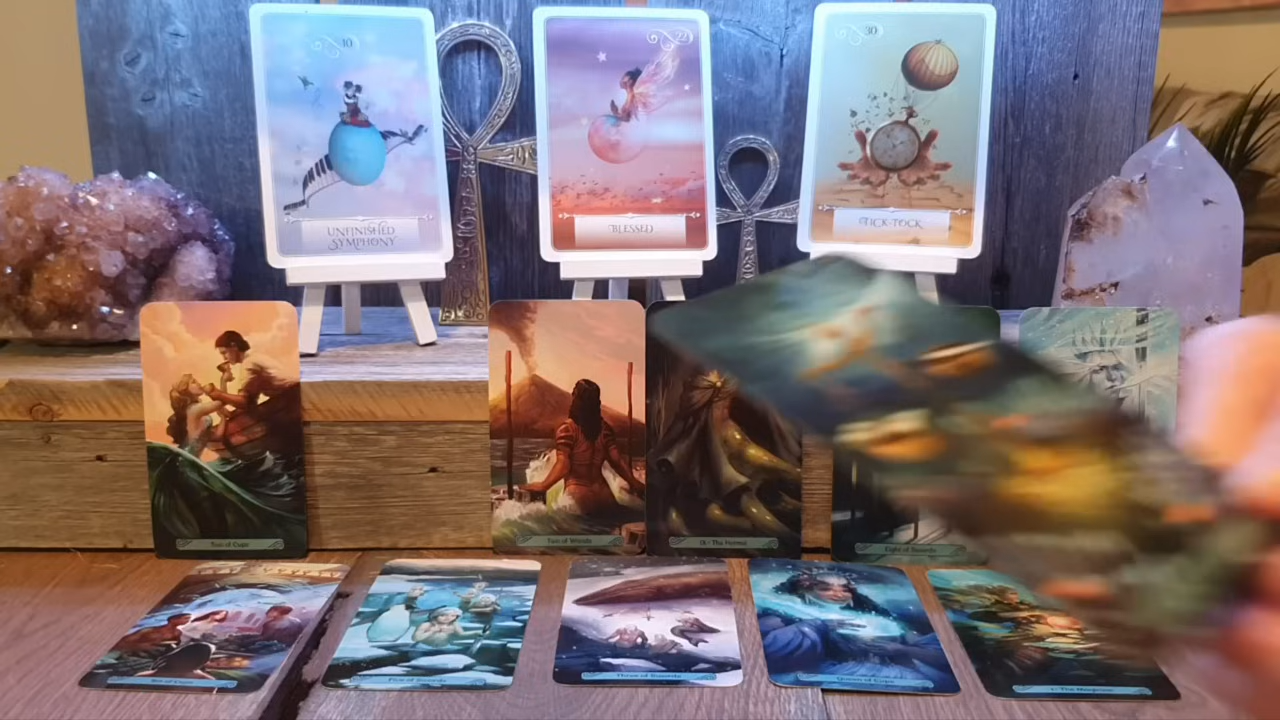 10
22
30
UNFINISHED
SYMPHONY
BLESSED
TICK-TOCK
Two of Cups
Two of Wands
IX - The Hermit
Eight of Swords
Five of Swords
Three of Swords
Queen of Cups